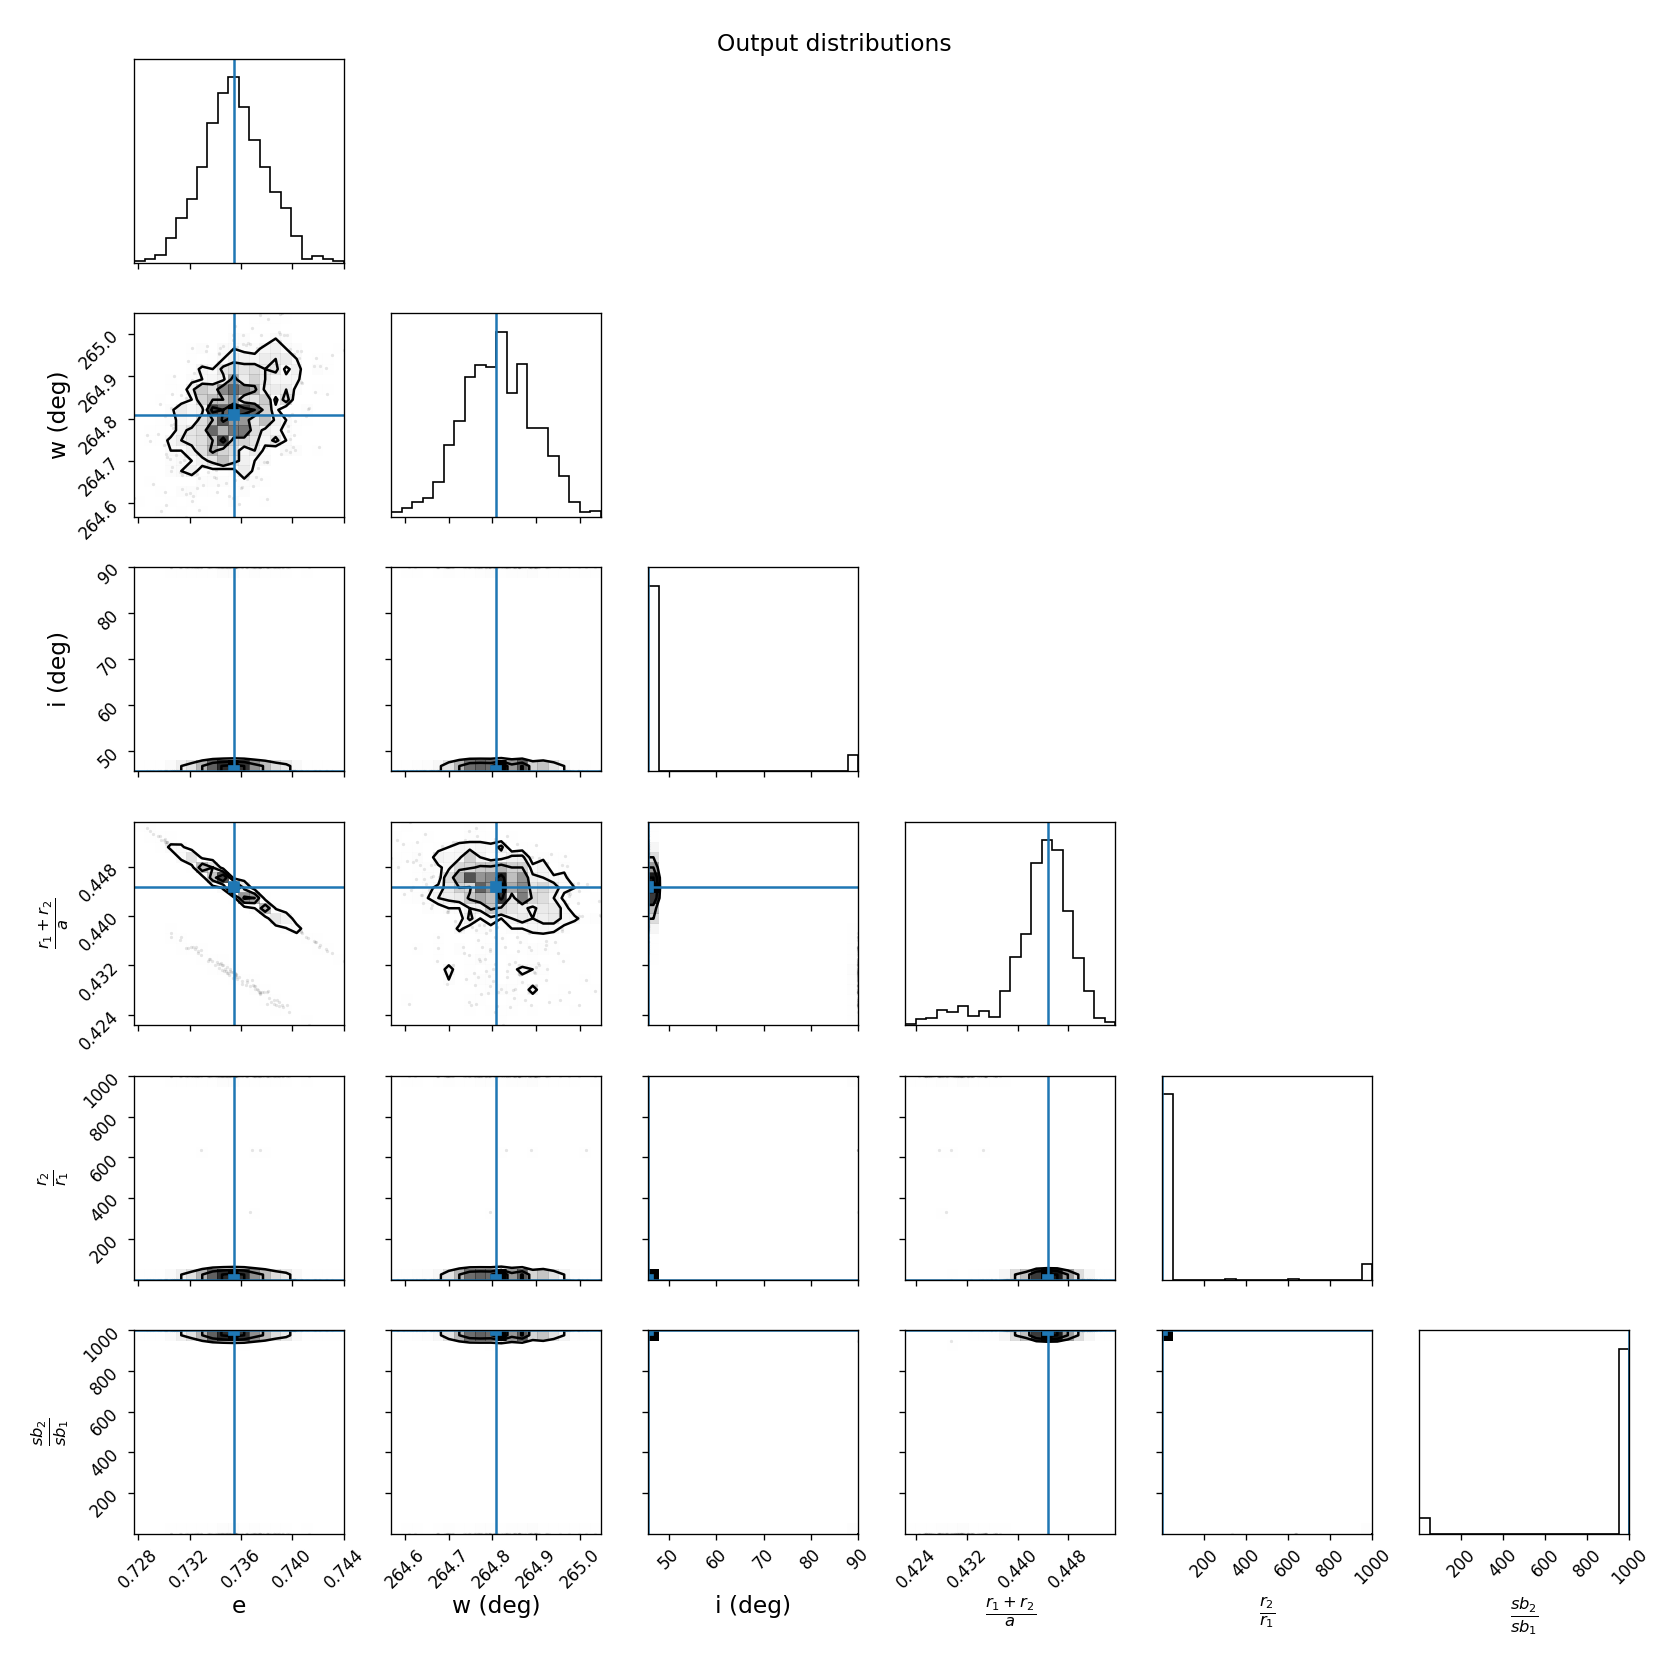 Output distributions
w (deg)
265.0
264.9
264.8
264.7
264.6
i (deg)
90
80
70
60
50
r1 + r2
a
0.448
0.440
0.432
0.424
r2
r1
1000
800
600
400
200
sb2
sb1
1000
800
600
400
200
0.728 0.732 0.736 0.740 0.744 264.6 264.7 264.8 264.9 265.0 50 60 70 80 90 0.424 0.432 0.440 0.448 200 400 600 800 1000 200 400 600 800 1000
e w (deg) i (deg)
r1 + r2
a
r2
r1
sb2
sb1